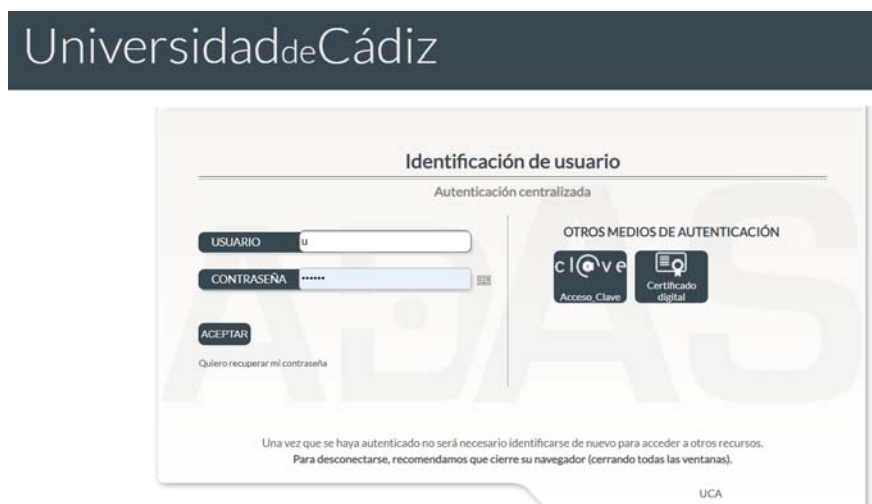 UniversidaddeCádiz
Identificación de usuario
Autenticación centralizada
USUARIO u
CONTRASEÑA ••••••
ACEPTAR
Quiero recuperar mi contraseña
OTROS MEDIOS DE AUTENTICACIÓN
cl@ve
Acceso_Clave
Certificado
digital
ADAS
Una vez que se haya autenticado no será necesario identificarse de nuevo para acceder a otros recursos.
Para desconectarse, recomendamos que cierre su navegador (cerrando todas las ventanas).
UCA